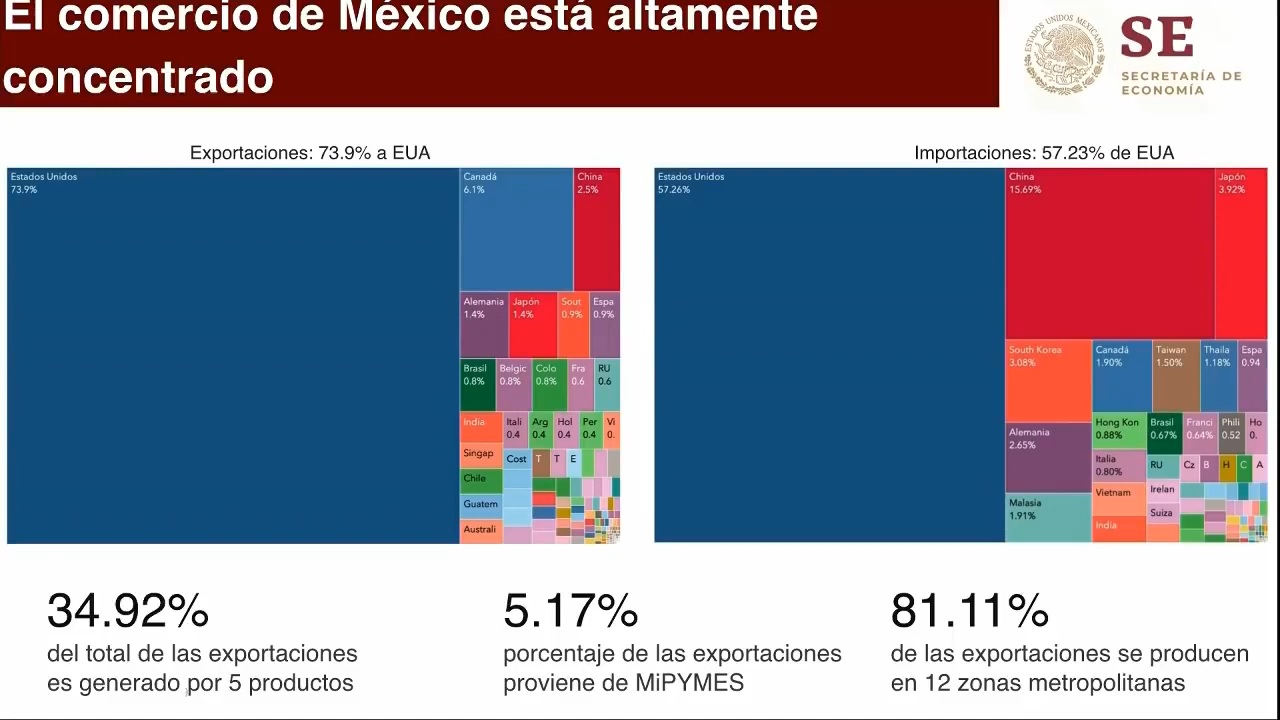 El comercio de México está altamente
concentrado
ESTADOS UNIDOS MEXICANOS
SE
SECRETARÍA DE
ECONOMÍA
Exportaciones: 73.9% a EUA
Estados Unidos
73.9%
Canadá
6.1%
China
2.5%
Alemania
1.4%
Japón
1.4%
Sout
0.9%
Espa
0.9%
Brasil
0.8%
Belgic
0.8%
Colo
0.8%
Fra
0.6
RU
0.6
India
Itali
0.4
Arg
0.4
Hol
0.4
Per
0.4
Vi
0.
Singap
Cost
T
T
E
Chile
Guatem
Australi
Importaciones: 57.23% de EUA
Estados Unidos
57.26%
China
15.69%
Japón
3.92%
South Korea
3.08%
Canadá
1.90%
Taiwan
1.50%
Thaila
1.18%
Espa
0.94
Alemania
2.65%
Hong Kon
0.88%
Brasil
0.67%
Franci
0.64%
Phili
0.52
Ho
0.
Italia
0.80%
RU
Cz
B
H
C
A
Malasia
1.91%
Vietnam
Irelan
India
Suiza
34.92%
del total de las exportaciones
es generado por 5 productos
5.17%
porcentaje de las exportaciones
proviene de MiPYMES
81.11%
de las exportaciones se producen
en 12 zonas metropolitanas